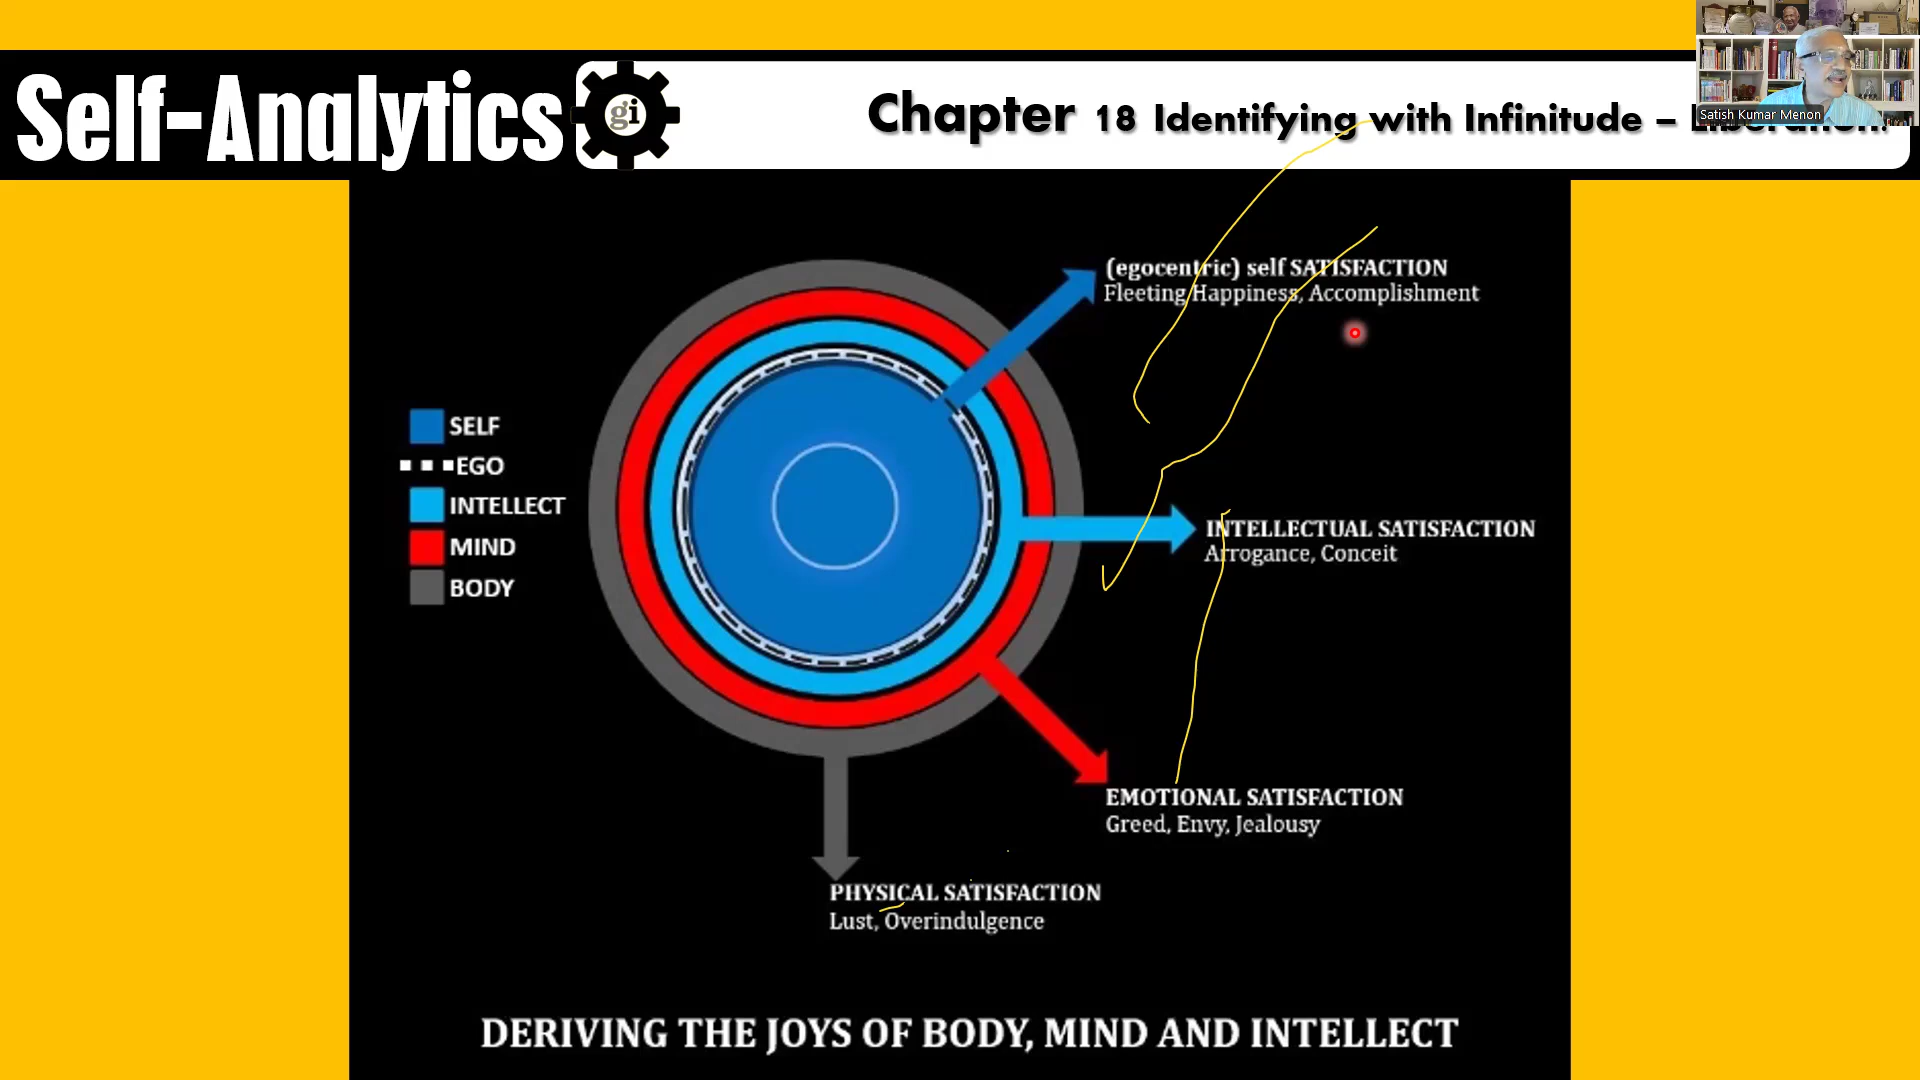 Self-Analytics
gi
Chapter 18 Identifying with Infinitude –
Satish Kumar Menon
(egocentric) self SATISFACTION
Fleeting Happiness, Accomplishment
SELF
EGO
INTELLECT
MIND
BODY
INTELLECTUAL SATISFACTION
Arrogance, Conceit
EMOTIONAL SATISFACTION
Greed, Envy, Jealousy
PHYSICAL SATISFACTION
Lust, Overindulgence
DERIVING THE JOYS OF BODY, MIND AND INTELLECT